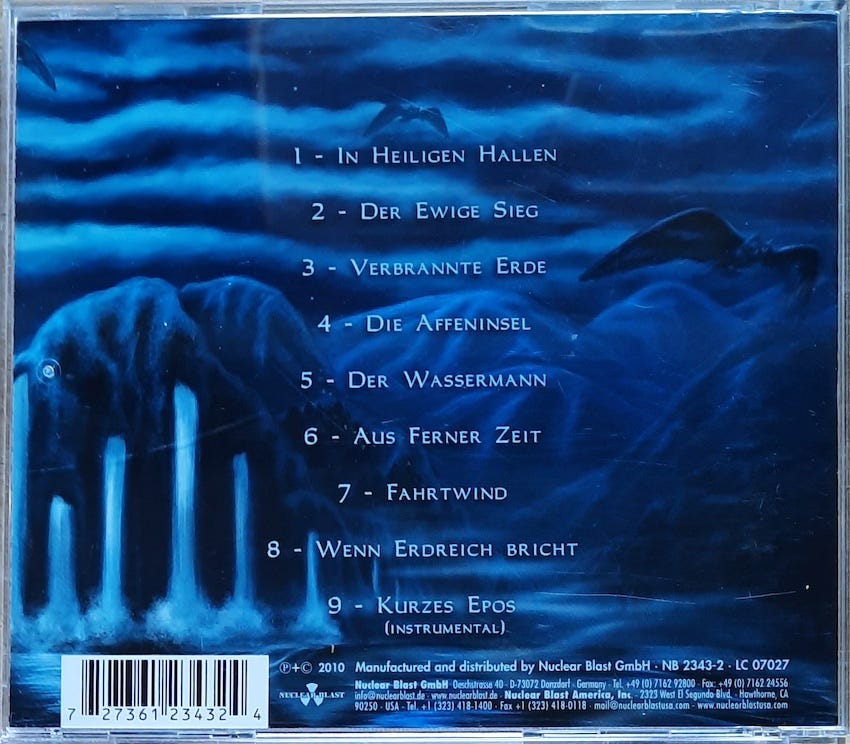 1 - In Heiligen Hallen
2 - Der Ewige Sieg
3 - Verbrannte Erde
4 - Die Affeninsel
5 - Der Wassermann
6 - Aus Ferner Zeit
7 - Fahrtwind
8 - Wenn Erdreich bricht
9 - Kurzes Epos
(instrumental)
℗+© 2010 Manufactured and distributed by Nuclear Blast GmbH · NB 2343-2 · LC 07027
Nuclear Blast GmbH · Oeschstrasse 40 · D-73072 Donzdorf · Germany · Tel. +49 (0) 7162 92800 · Fax: +49 (0) 7162 24556
info@nuclearblast.de · www.nuclearblast.de · Nuclear Blast America, Inc. · 2323 West El Segundo Blvd. · Hawthorne, CA
90250 · USA · Tel. +1 (323) 418-1400 · Fax +1 (323) 418-0118 · mail@nuclearblastusa.com · www.nuclearblastusa.com
NUCLEAR BLAST
7 27361 23432 4